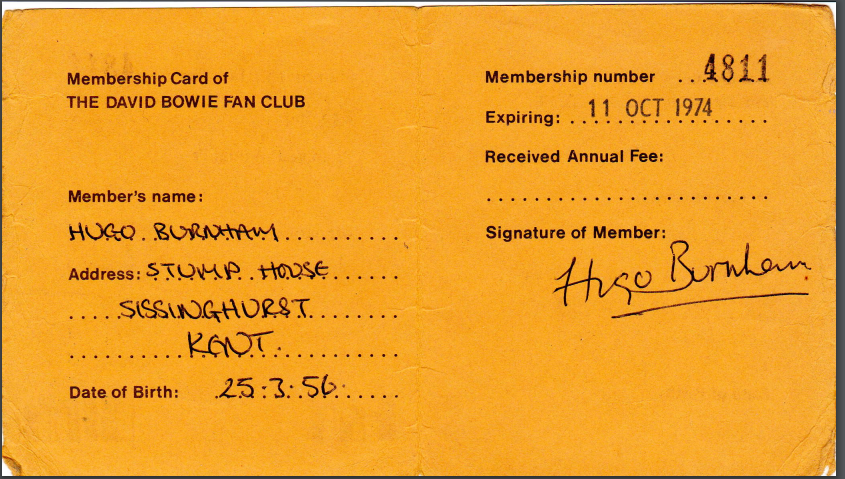 Membership Card of
THE DAVID BOWIE FAN CLUB
Member's name:
HUGO BURNHAM
Address: STUMP HOUSE
SISSINGHURST
KENT.
Date of Birth: 25.3.56
Membership number 4811
Expiring: 11 OCT 1974
Received Annual Fee:
Signature of Member:
Hugo Burnham